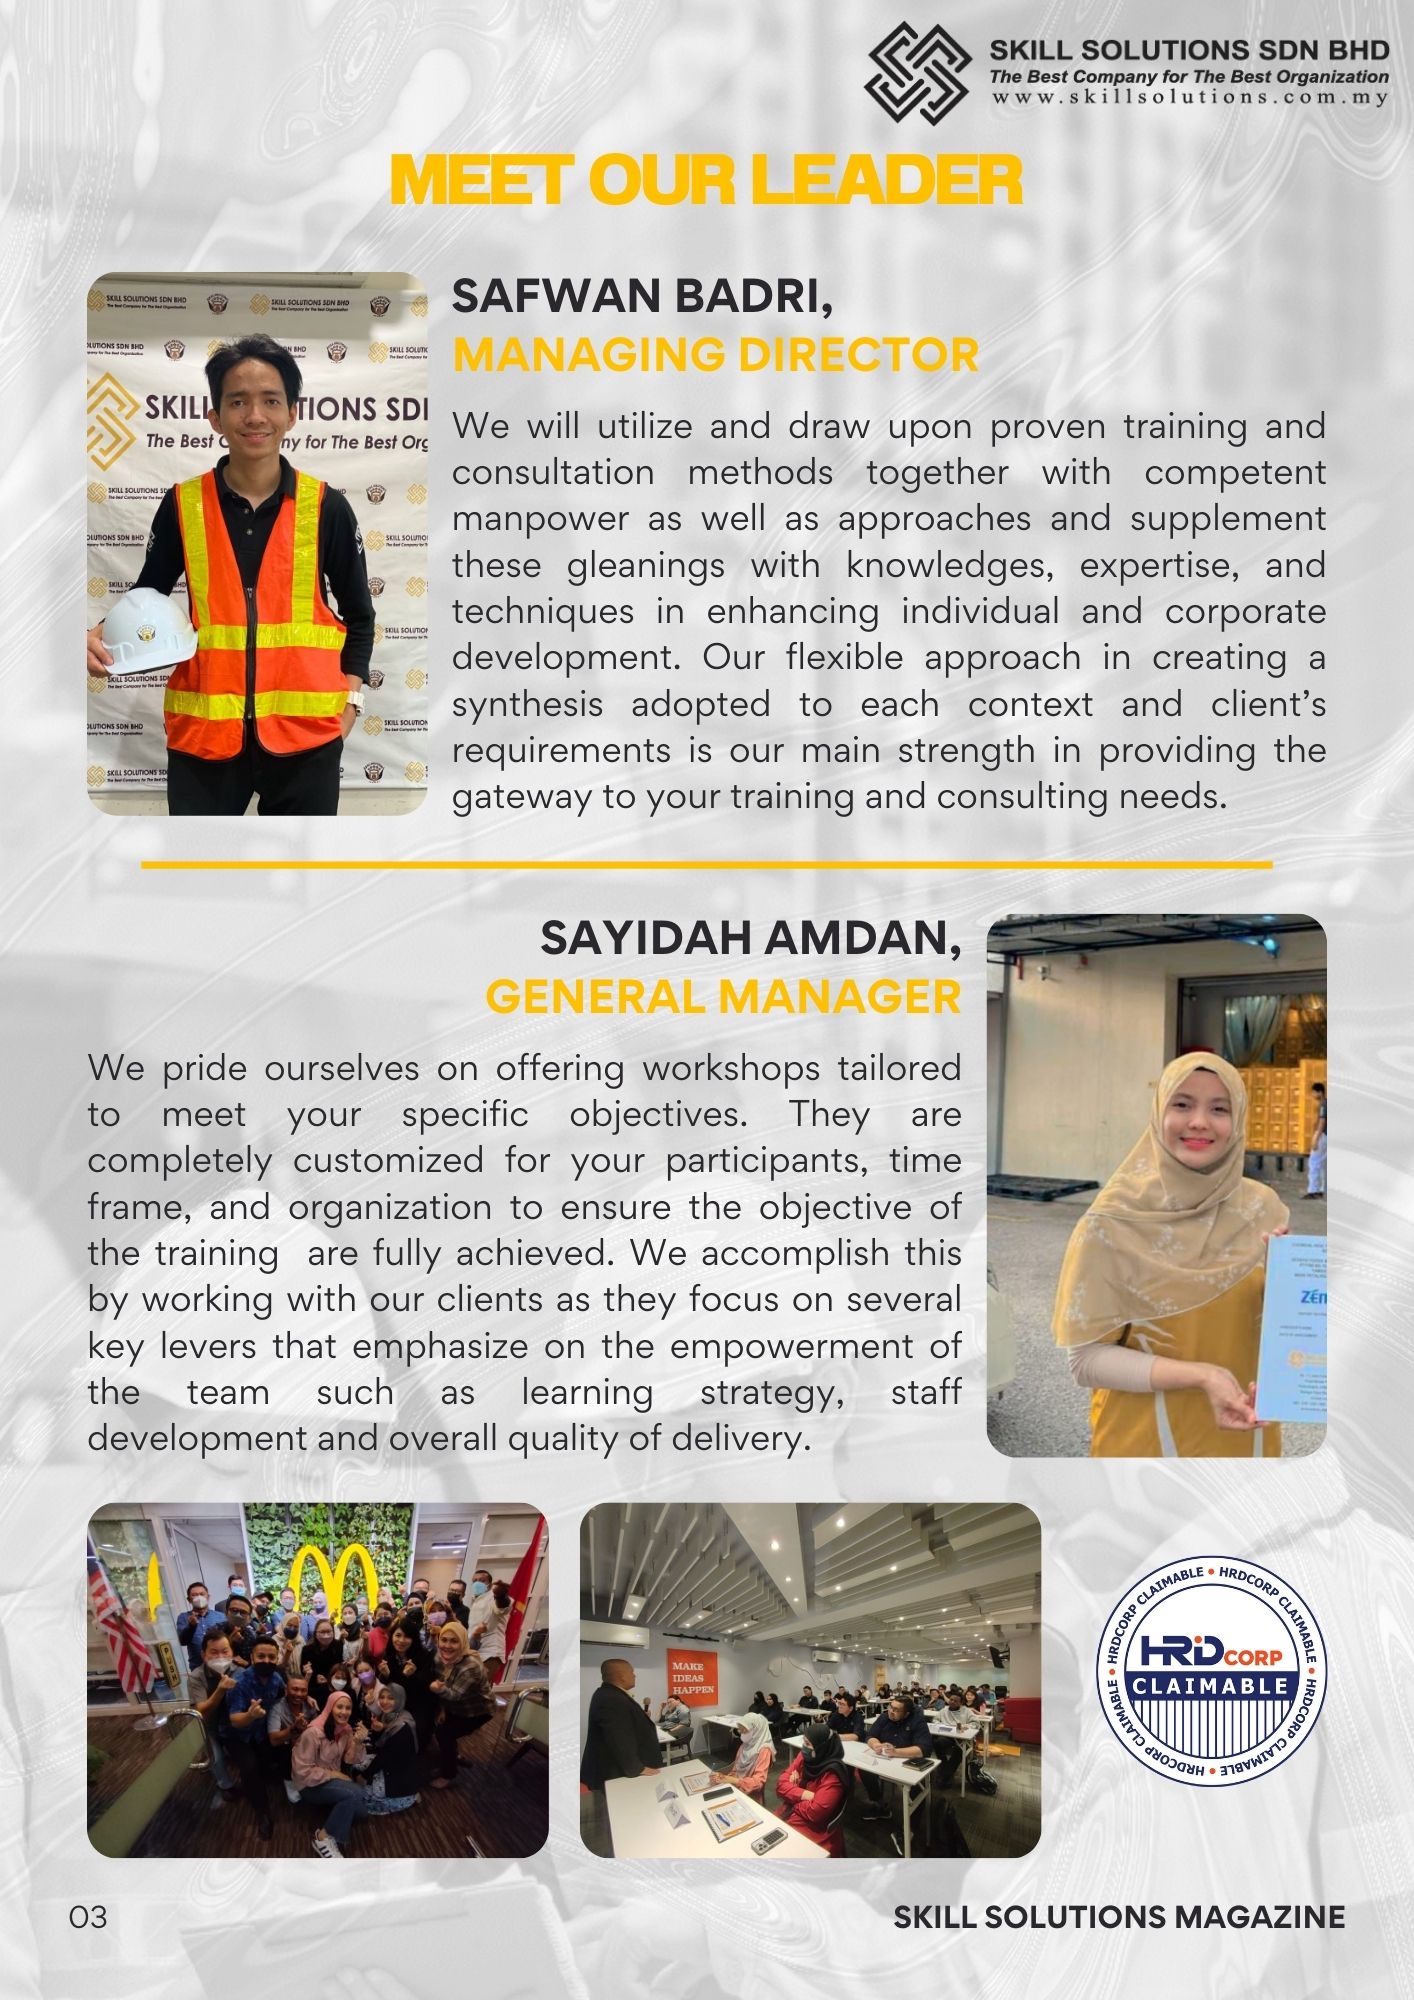 SKILL SOLUTIONS SDN BHD
The Best Company for The Best Organization
www.skillsolutions.com.my
MEET OUR LEADER
SAFWAN BADRI,
MANAGING DIRECTOR
We will utilize and draw upon proven training and
consultation methods together with competent
manpower as well as approaches and supplement
these gleanings with knowledges, expertise, and
techniques in enhancing individual and corporate
development. Our flexible approach in creating a
synthesis adopted to each context and client’s
requirements is our main strength in providing the
gateway to your training and consulting needs.
SAYIDAH AMDAN,
GENERAL MANAGER
We pride ourselves on offering workshops tailored
to meet your specific objectives. They are
completely customized for your participants, time
frame, and organization to ensure the objective of
the training are fully achieved. We accomplish this
by working with our clients as they focus on several
key levers that emphasize on the empowerment of
the team such as learning strategy, staff
development and overall quality of delivery.
PUSH
MAKE
IDEAS
HAPPEN
HRDCORP CLAIMABLE • HRDCORP CLAIMABLE • HRDCORP CLAIMABLE • HRDCORP CLAIMABLE • HRDCORP CLAIMABLE
HRD CORP
CLAIMABLE
03
SKILL SOLUTIONS MAGAZINE